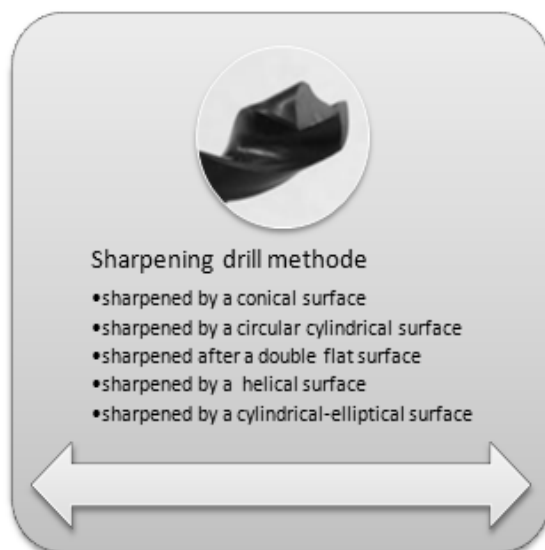 Sharpening drill methode
•sharpened by a conical surface
•sharpened by a circular cylindrical surface
•sharpened after a double flat surface
•sharpened by a helical surface
•sharpened by a cylindrical-elliptical surface